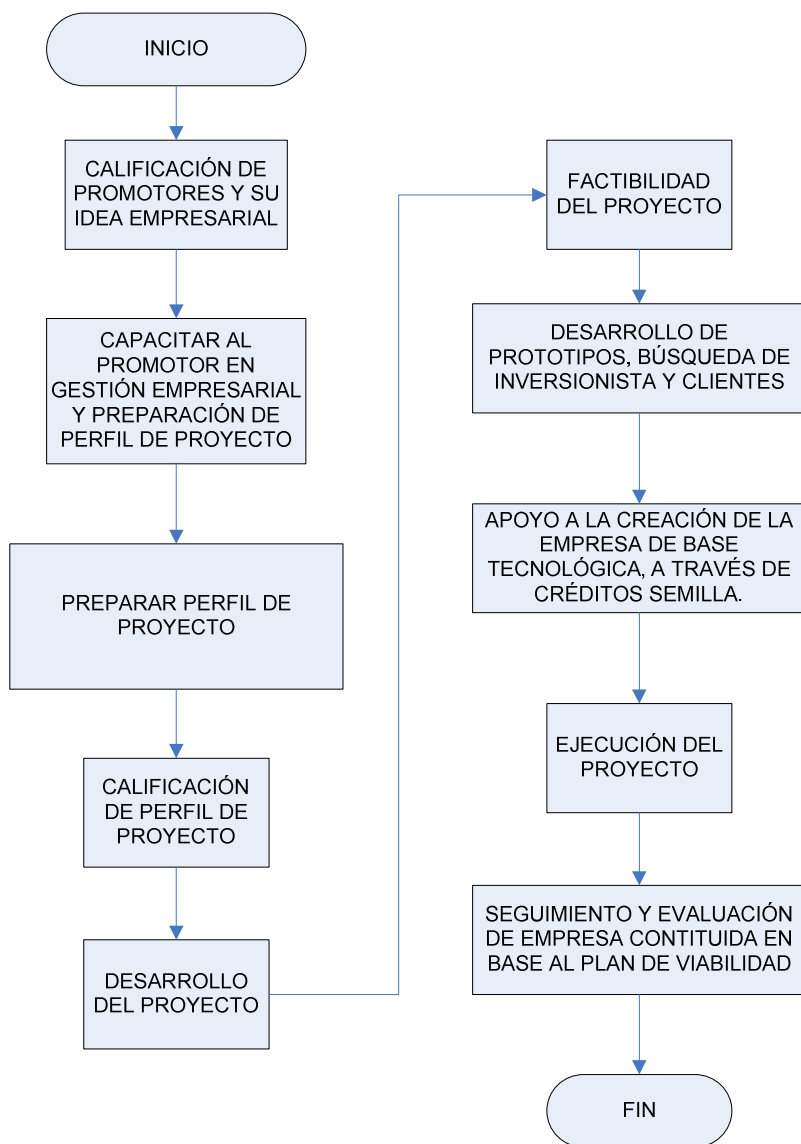 INICIO
CALIFICACIÓN DE
PROMOTORES Y SU
IDEA EMPRESARIAL
CAPACITAR AL
PROMOTOR EN
GESTIÓN EMPRESARIAL
Y PREPARACIÓN DE
PERFIL DE PROYECTO
PREPARAR PERFIL DE
PROYECTO
CALIFICACIÓN
DE PERFIL DE
PROYECTO
DESARROLLO
DEL PROYECTO
FACTIBILIDAD
DEL PROYECTO
DESARROLLO DE
PROTOTIPOS, BÚSQUEDA DE
INVERSIONISTA Y CLIENTES
APOYO A LA CREACIÓN DE LA
EMPRESA DE BASE
TECNOLÓGICA, A TRAVÉS DE
CRÉDITOS SEMILLA.
EJECUCIÓN DEL
PROYECTO
SEGUIMIENTO Y EVALUACIÓN
DE EMPRESA CONTITUIDA EN
BASE AL PLAN DE VIABILIDAD
FIN